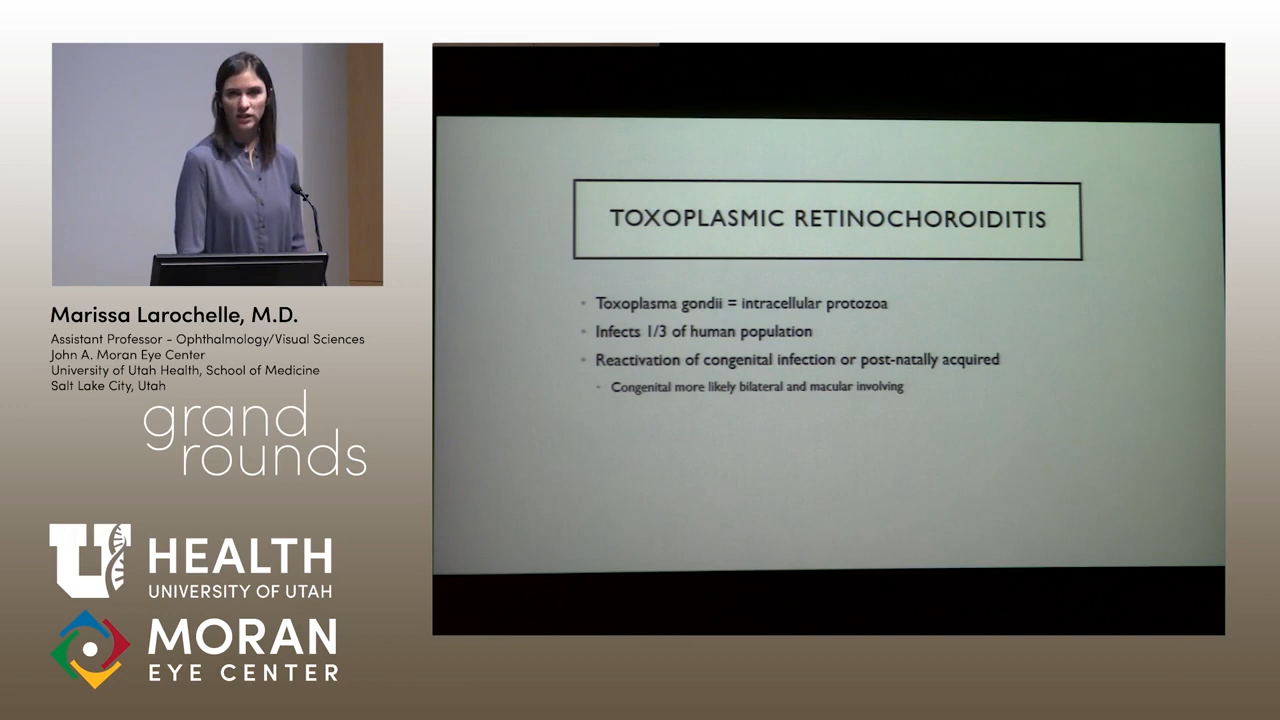 Marissa Larochelle, M.D.
Assistant Professor - Ophthalmology/Visual Sciences
John A. Moran Eye Center
University of Utah Health, School of Medicine
Salt Lake City, Utah
grand
rounds
U HEALTH
UNIVERSITY OF UTAH
MORAN
EYE CENTER
TOXOPLASMIC RETINOCHOROIDITIS
• Toxoplasma gondii = intracellular protozoa
• Infects 1/3 of human population
• Reactivation of congenital infection or post-natally acquired
• Congenital more likely bilateral and macular involving